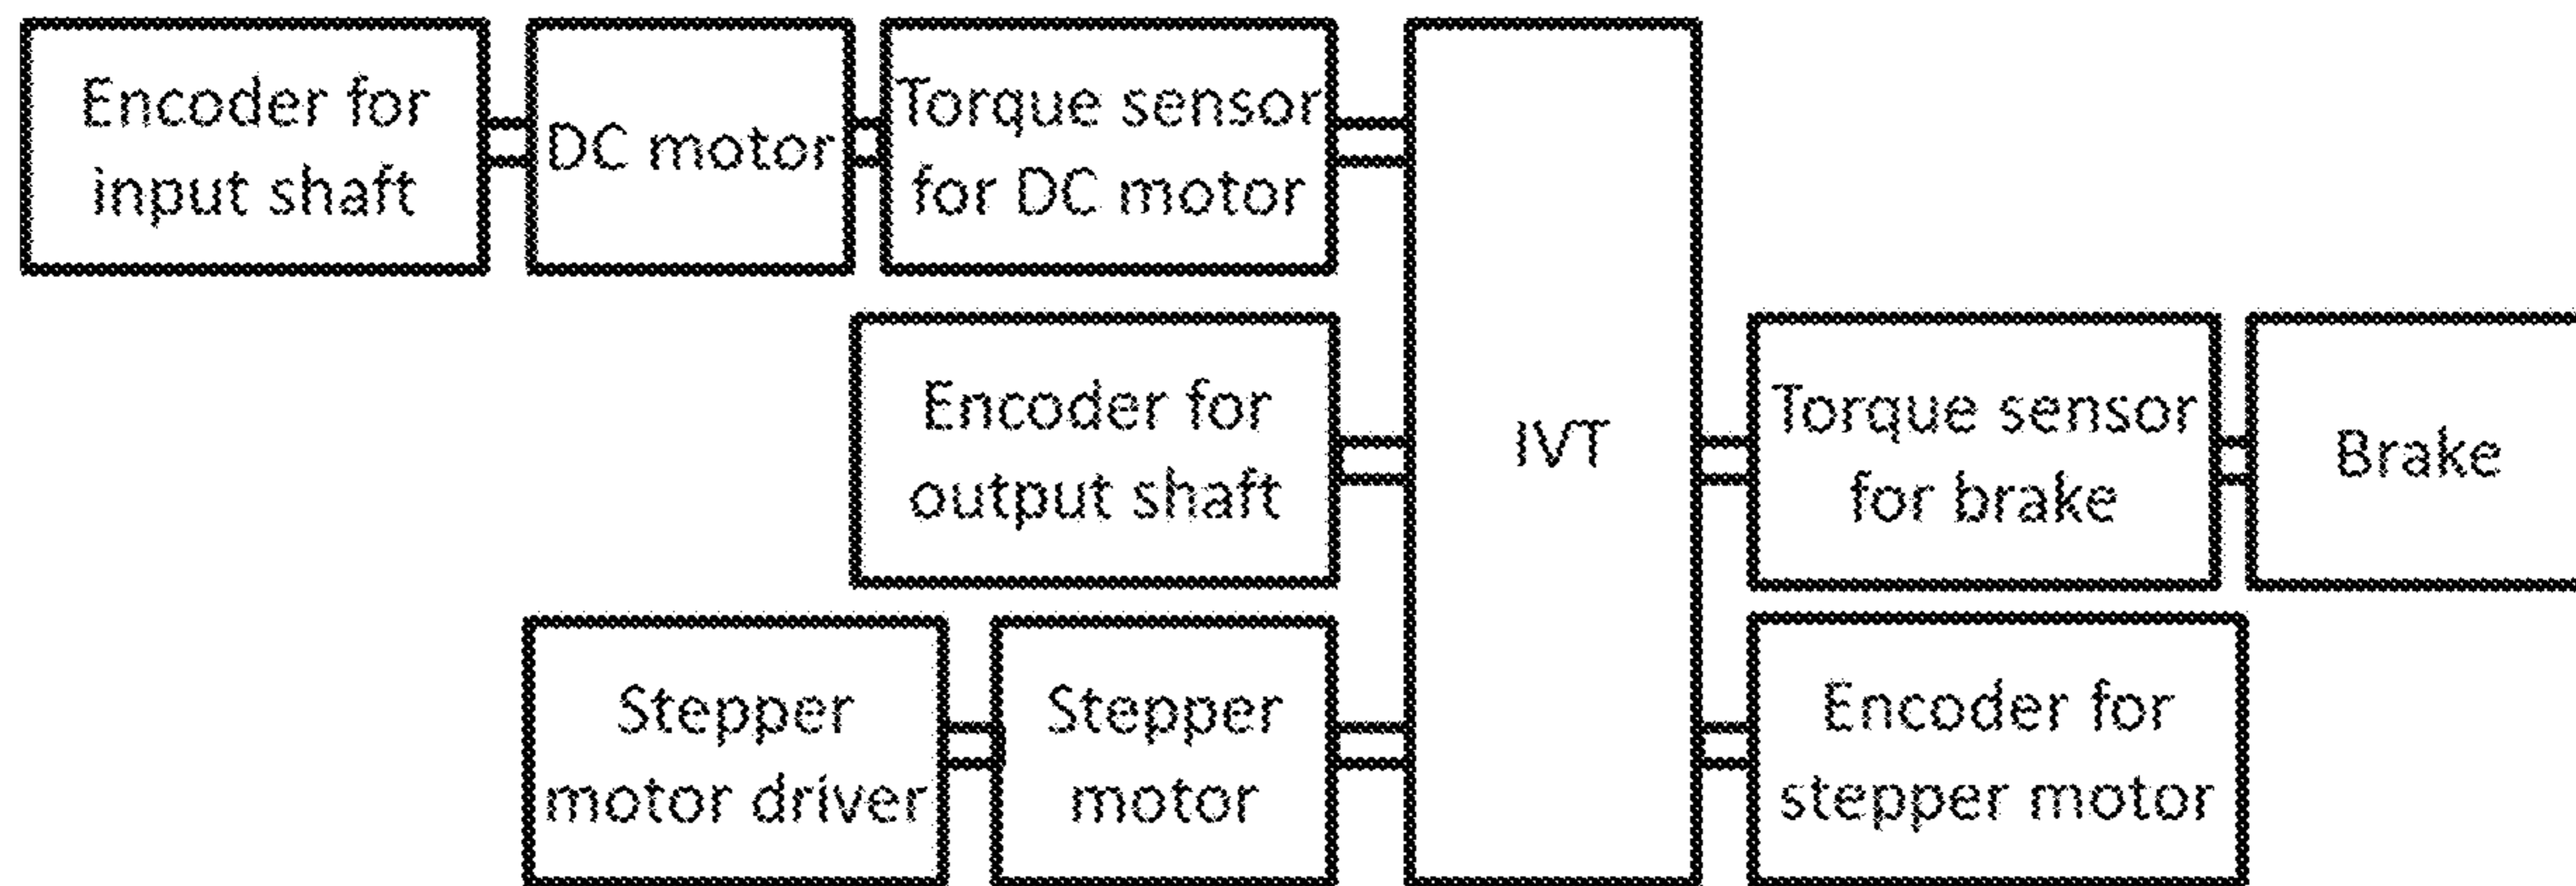 Encoder for
input shaft
DC motor
Torque sensor
for DC motor
Encoder for
output shaft
IVT
Torque sensor
for brake
Brake
Stepper
motor driver
Stepper
motor
Encoder for
stepper motor